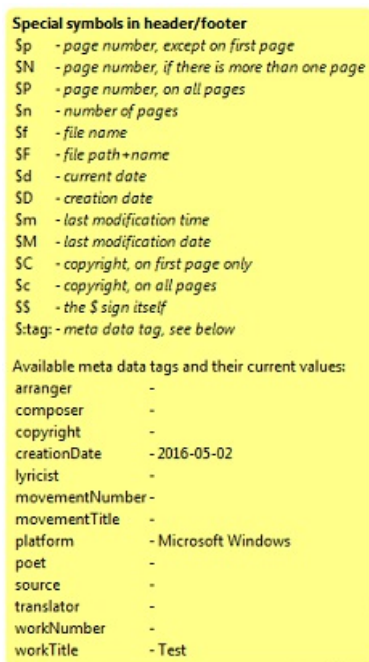 Special symbols in header/footer
$p - page number, except on first page
$N - page number, if there is more than one page
$P - page number, on all pages
$n - number of pages
$f - file name
$F - file path+name
$d - current date
$D - creation date
$m - last modification time
$M - last modification date
$C - copyright, on first page only
$c - copyright, on all pages
$$ - the $ sign itself
$:tag: - meta data tag, see below
Available meta data tags and their current values:
arranger -
composer -
copyright -
creationDate - 2016-05-02
lyricist -
movementNumber -
movementTitle -
platform - Microsoft Windows
poet -
source -
translator -
workNumber -
workTitle - Test